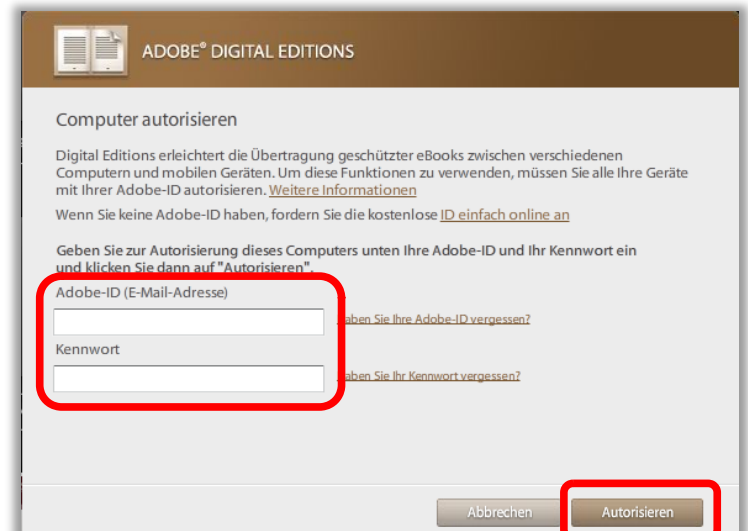 ADOBE® DIGITAL EDITIONS
Computer autorisieren
Digital Editions erleichtert die Übertragung geschützter eBooks zwischen verschiedenen
Computern und mobilen Geräten. Um diese Funktionen zu verwenden, müssen Sie alle Ihre Geräte
mit Ihrer Adobe-ID autorisieren. Weitere Informationen
Wenn Sie keine Adobe-ID haben, fordern Sie die kostenlose ID einfach online an
Geben Sie zur Autorisierung dieses Computers unten Ihre Adobe-ID und Ihr Kennwort ein
und klicken Sie dann auf "Autorisieren".
Adobe-ID (E-Mail-Adresse)
aben Sie Ihre Adobe-ID vergessen?
Kennwort
aben Sie Ihr Kennwort vergessen?
Abbrechen Autorisieren